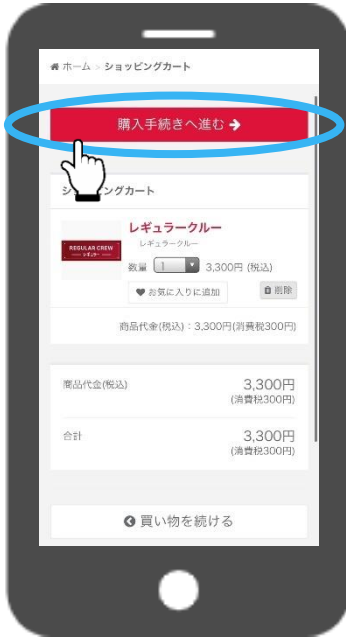 ホーム > ショッピングカート
購入手続きへ進む
ショッピングカート
レギュラークルー
REGULAR CREW
レギュラー
レギュラークルー
数量 1 3,300円 (税込)
お気に入りに追加 削除
商品代金(税込):3,300円(消費税300円)
商品代金(税込) 3,300円
(消費税300円)
合計 3,300円
(消費税300円)
買い物を続ける